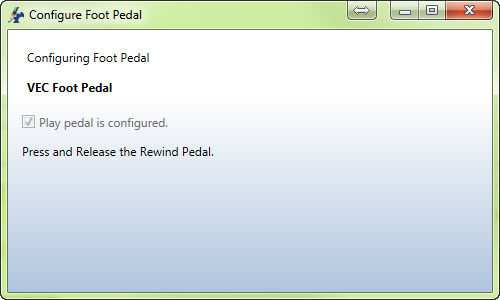 Configure Foot Pedal
Configuring Foot Pedal
VEC Foot Pedal
Play pedal is configured.
Press and Release the Rewind Pedal.